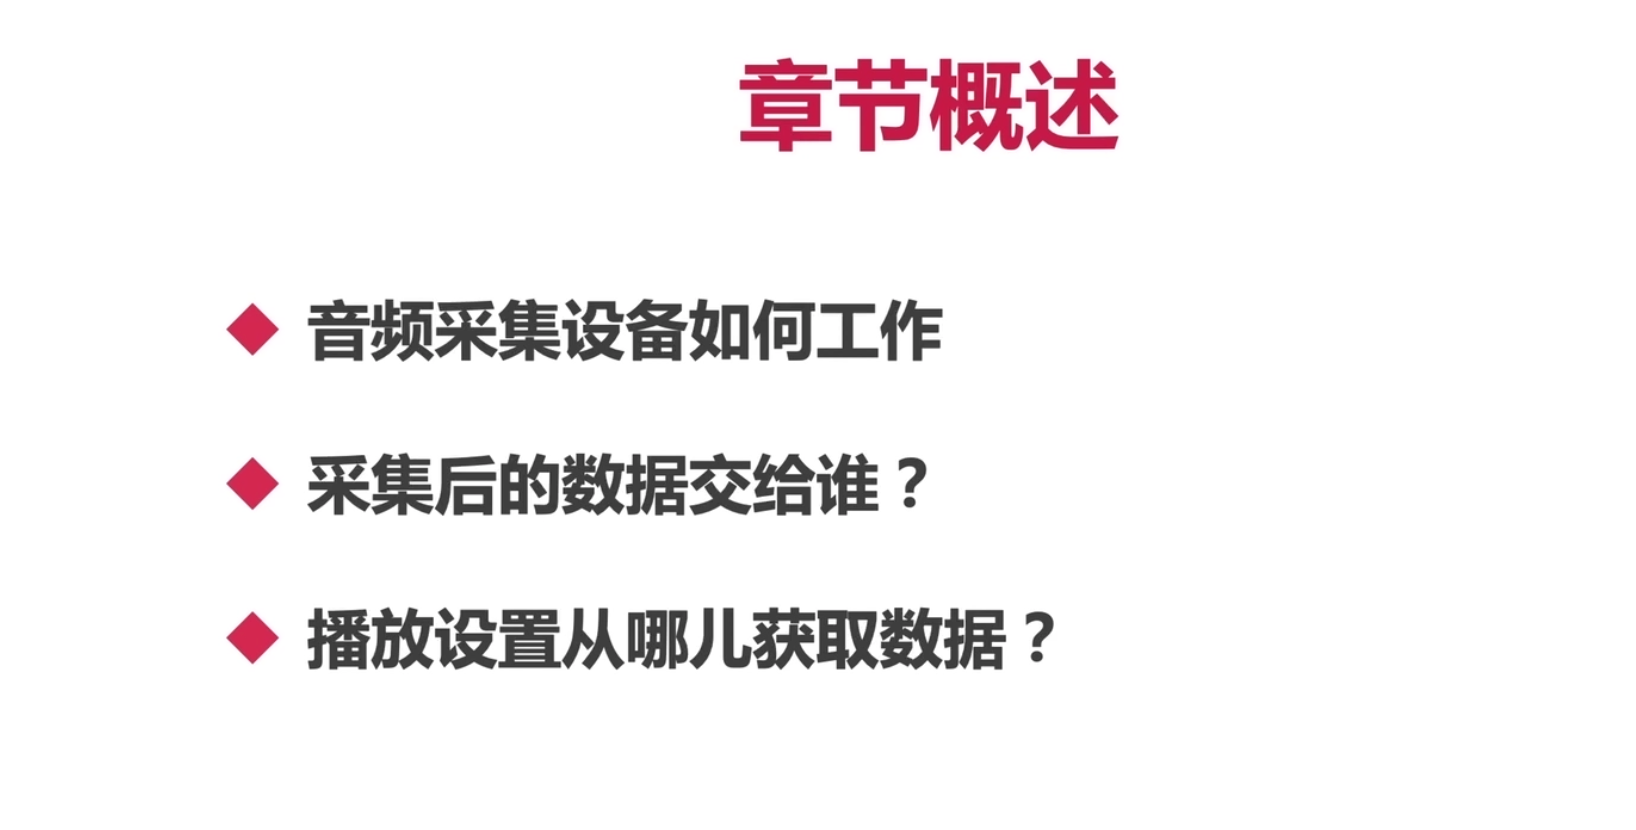 章节概述
音频采集设备如何工作
采集后的数据交给谁？
播放设置从哪儿获取数据？